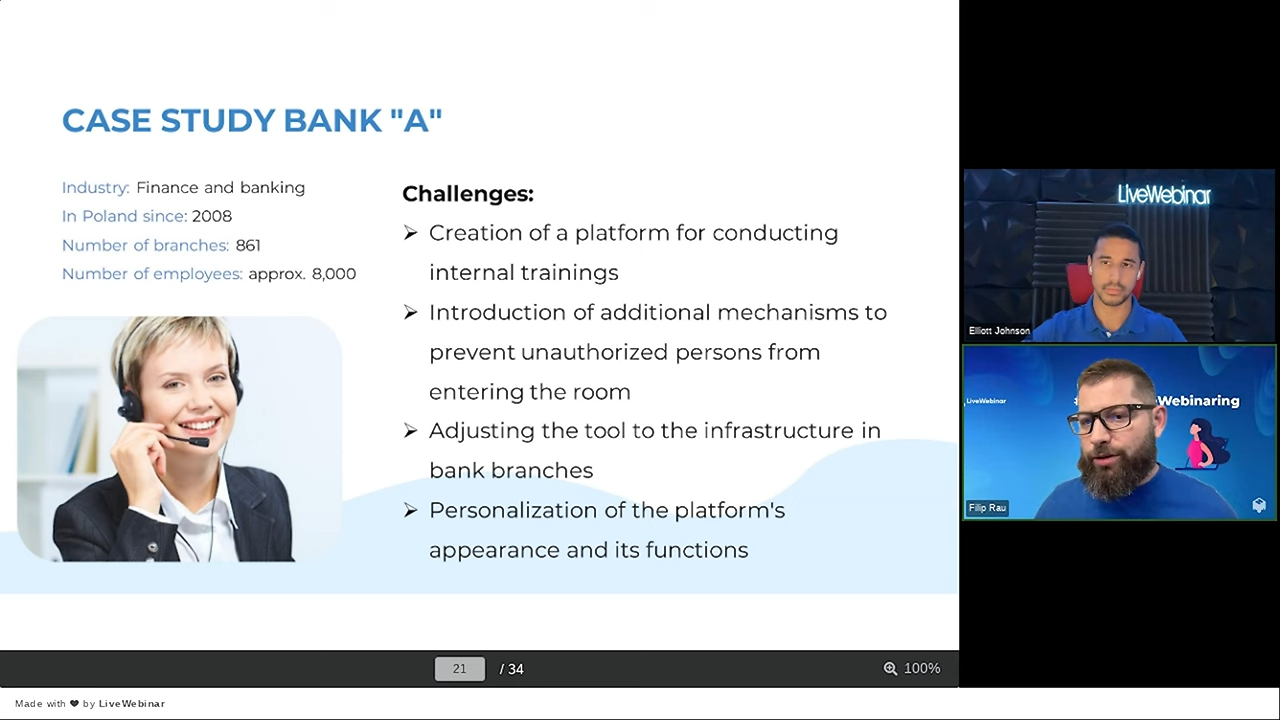 CASE STUDY BANK "A"
Industry: Finance and banking
In Poland since: 2008
Number of branches: 861
Number of employees: approx. 8,000
Challenges:
➢ Creation of a platform for conducting
internal trainings
➢ Introduction of additional mechanisms to
prevent unauthorized persons from
entering the room
➢ Adjusting the tool to the infrastructure in
bank branches
➢ Personalization of the platform's
appearance and its functions
LiveWebinar
Elliott Johnson
LiveWebinar
Webinaring
Filip Rau
21 / 34
100%
Made with ❤ by LiveWebinar